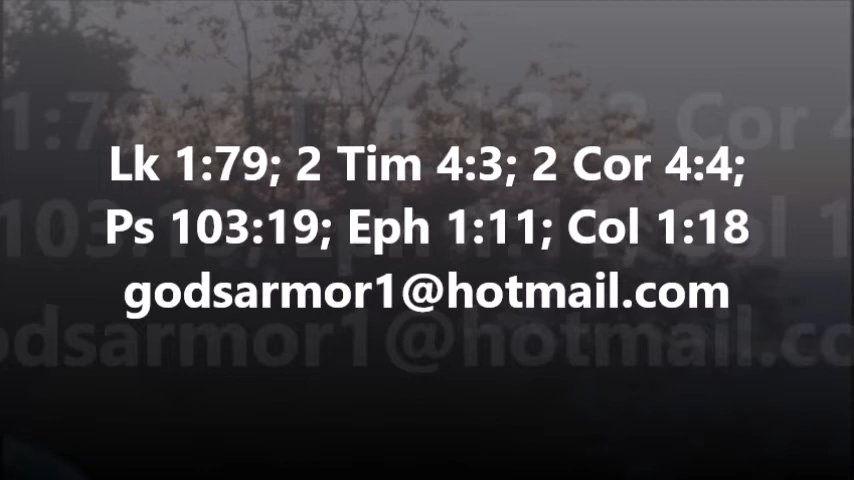 Lk 1:79; 2 Tim 4:3; 2 Cor 4:4;
Ps 103:19; Eph 1:11; Col 1:18
godsarmor1@hotmail.com